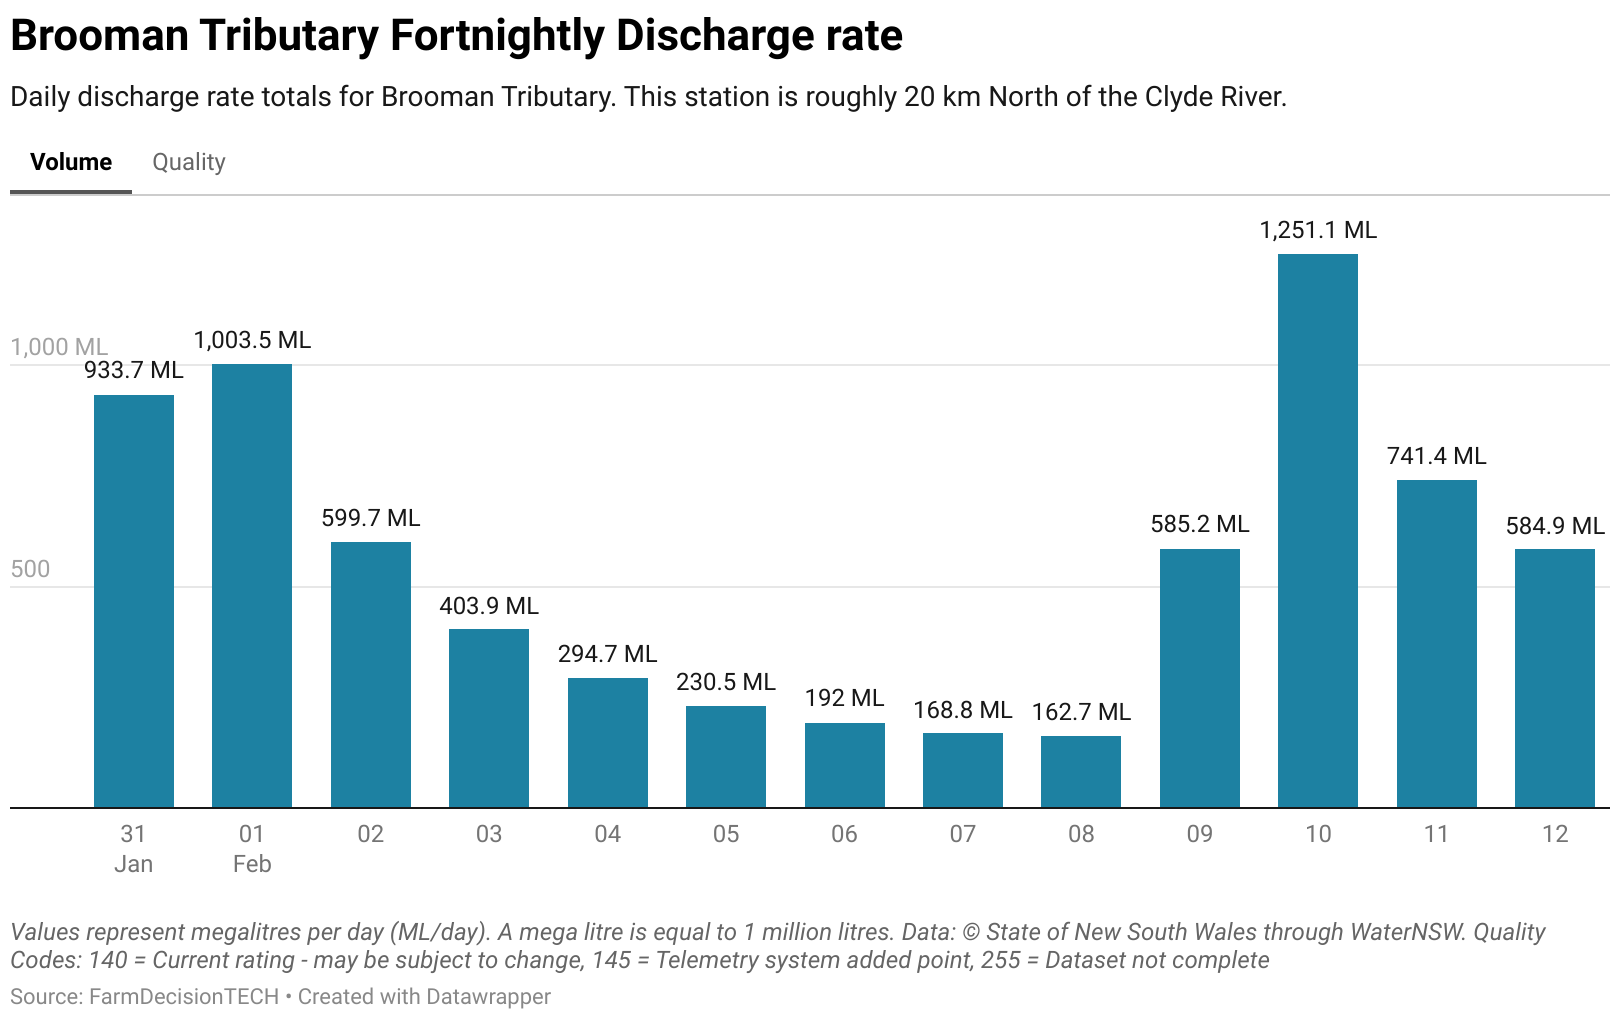 Brooman Tributary Fortnightly Discharge rate
Daily discharge rate totals for Brooman Tributary. This station is roughly 20 km North of the Clyde River.
Volume Quality
1,251.1 ML
1,003.5 ML
1,000 ML
933.7 ML
741.4 ML
599.7 ML
585.2 ML
584.9 ML
500
403.9 ML
294.7 ML
230.5 ML
192 ML
168.8 ML
162.7 ML
31 01 02 03 04 05 06 07 08 09 10 11 12
Jan Feb
Values represent megalitres per day (ML/day). A mega litre is equal to 1 million litres. Data: © State of New South Wales through WaterNSW. Quality
Codes: 140 = Current rating - may be subject to change, 145 = Telemetry system added point, 255 = Dataset not complete
Source: FarmDecisionTECH • Created with Datawrapper